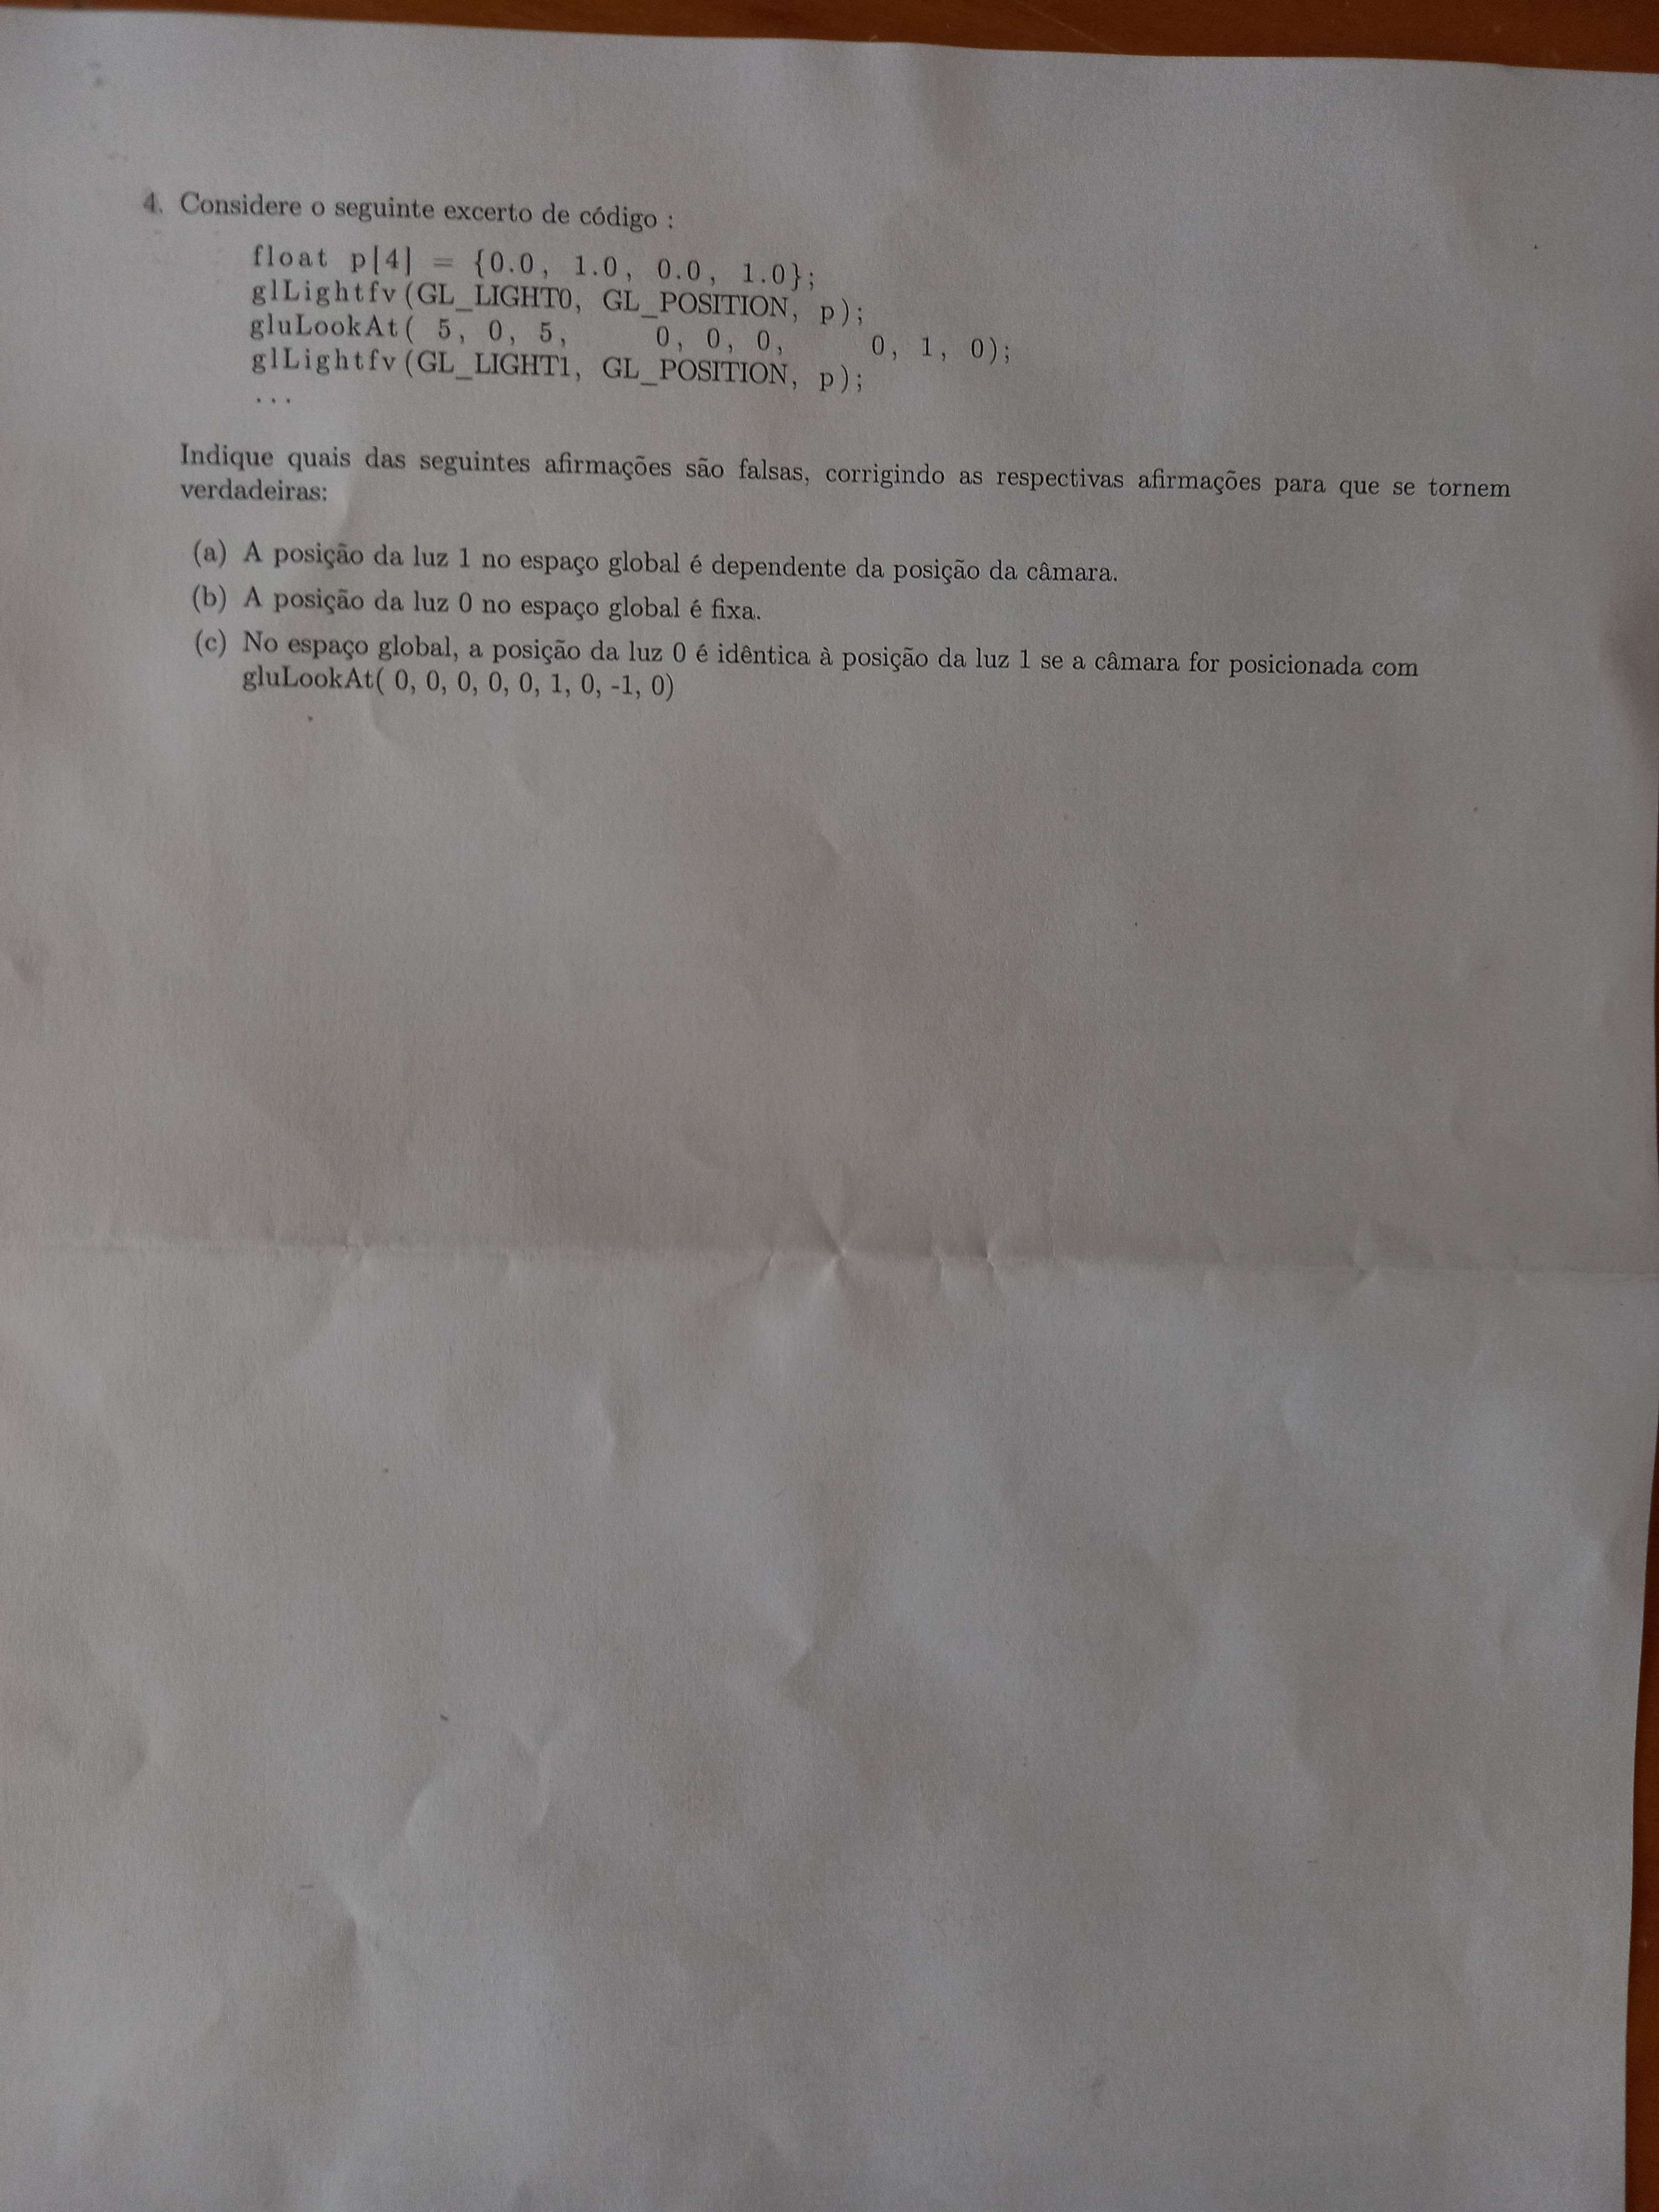 4. Considere o seguinte excerto de código :
float p[4] = {0.0, 1.0, 0.0, 1.0};
glLightfv(GL_LIGHT0, GL_POSITION, p);
gluLookAt( 5, 0, 5, 0, 0, 0, 0, 1, 0);
glLightfv(GL_LIGHT1, GL_POSITION, p);
...
Indique quais das seguintes afirmações são falsas, corrigindo as respectivas afirmações para que se tornem
verdadeiras:
(a) A posição da luz 1 no espaço global é dependente da posição da câmara.
(b) A posição da luz 0 no espaço global é fixa.
(c) No espaço global, a posição da luz 0 é idêntica à posição da luz 1 se a câmara for posicionada com
gluLookAt( 0, 0, 0, 0, 0, 1, 0, -1, 0)